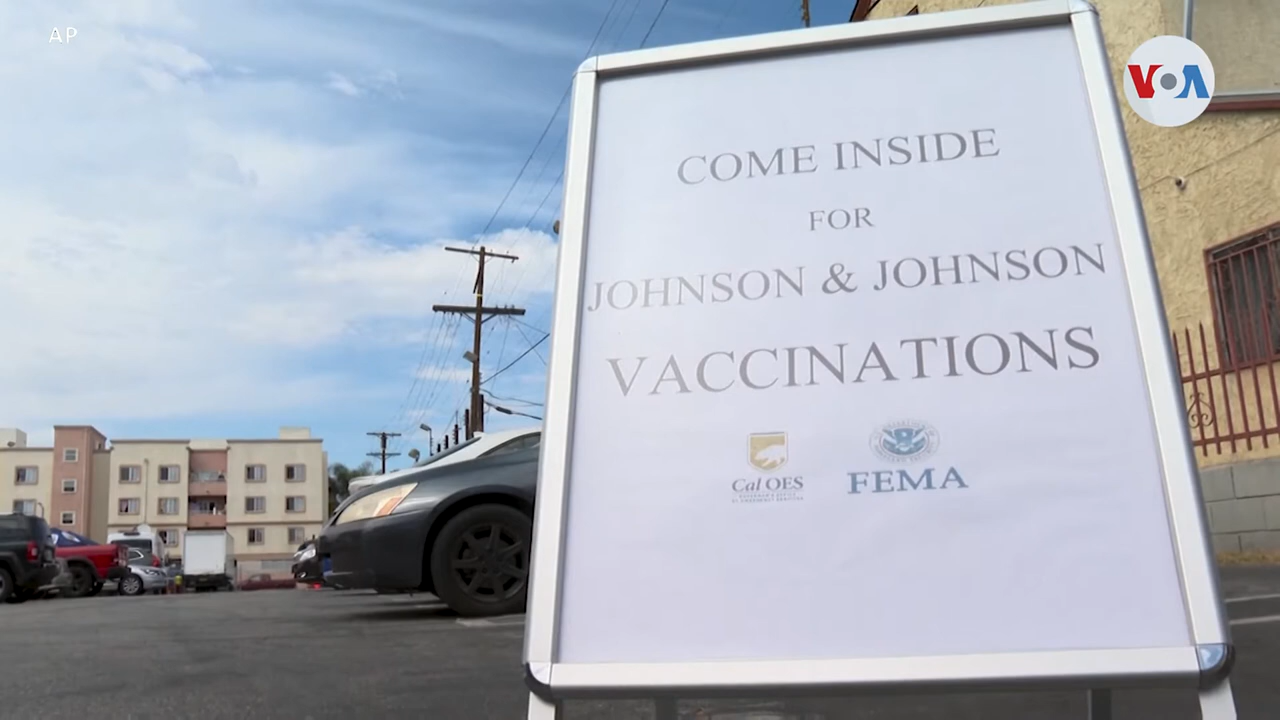 AP
VOA
COME INSIDE
FOR
JOHNSON & JOHNSON
VACCINATIONS
Cal OES
FEMA